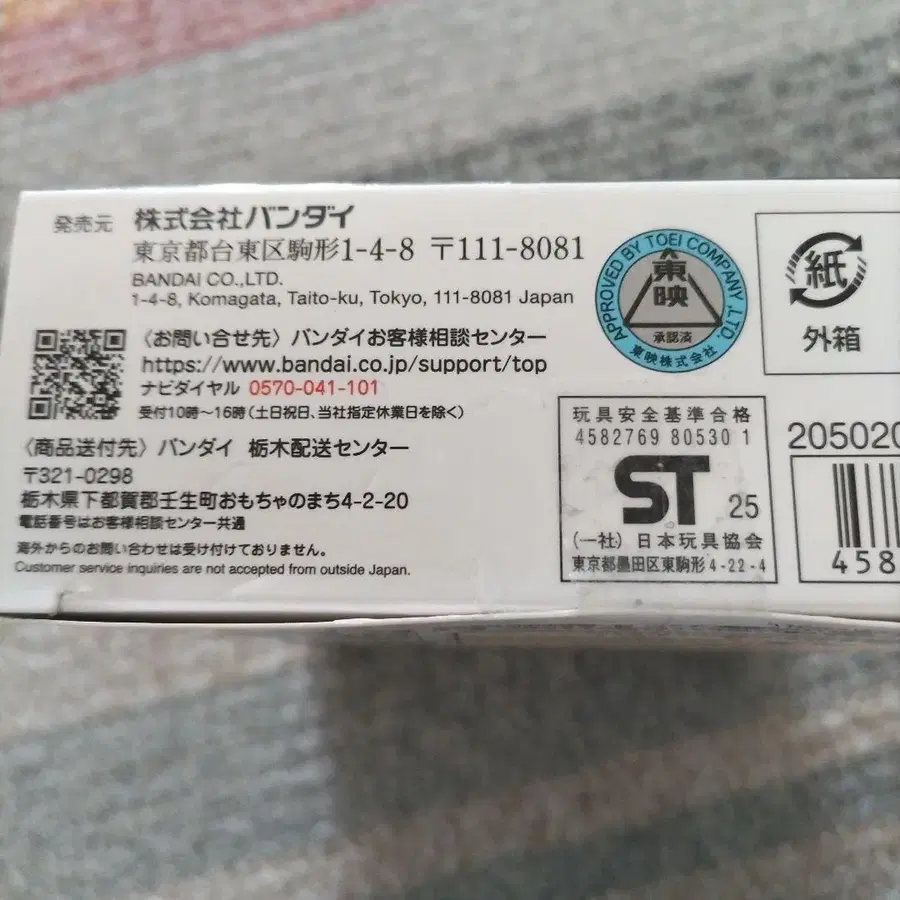 発売元 株式会社バンダイ
東京都台東区駒形1-4-8 〒111-8081
BANDAI CO.,LTD.
1-4-8, Komagata, Taito-ku, Tokyo, 111-8081 Japan
〈お問い合せ先〉バンダイお客様相談センター
https://www.bandai.co.jp/support/top
ナビダイヤル 0570-041-101
受付10時～16時(土日祝日、当社指定休業日を除く)
〈商品送付先〉バンダイ 栃木配送センター
〒321-0298
栃木県下都賀郡壬生町おもちゃのまち4-2-20
電話番号はお客様相談センター共通
海外からのお問い合わせは受け付けておりません。
Customer service inquiries are not accepted from outside Japan.
APPROVED BY TOEI COMPANY ,LTD.
東映
承認済
東映株式会社
紙
外箱
玩具安全基準合格
4582769 80530 1
ST 25
(一社) 日本玩具協会
東京都墨田区東駒形4-22-4
205020
458